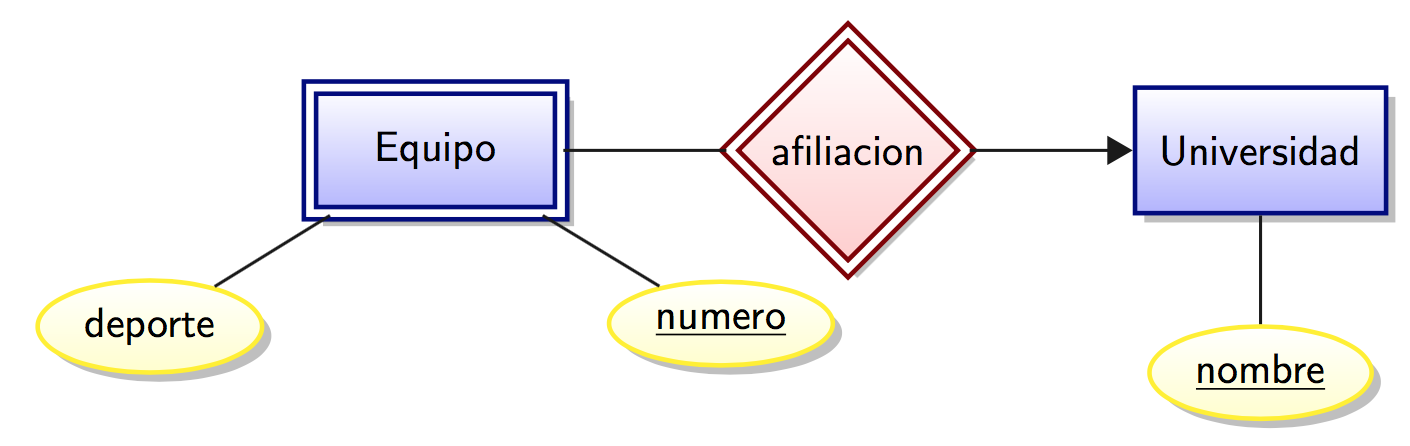 Equipo
afiliacion
Universidad
deporte
numero
nombre